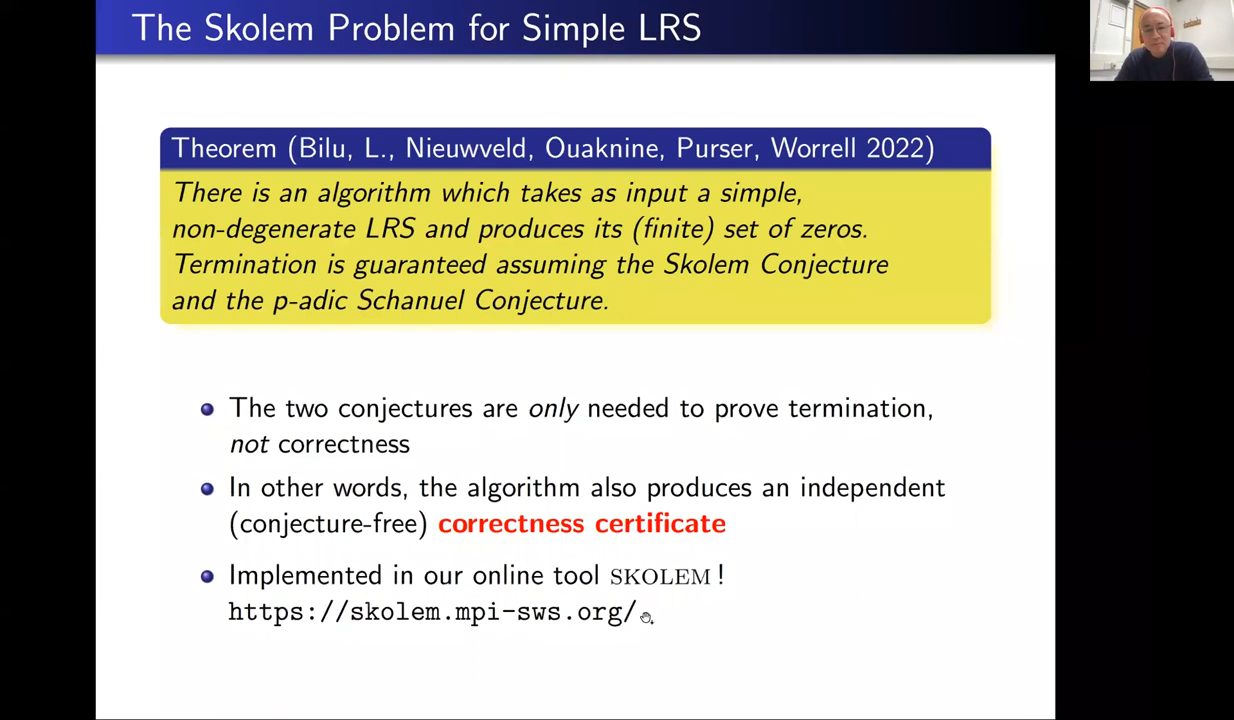 The Skolem Problem for Simple LRS
Theorem (Bilu, L., Nieuwveld, Ouaknine, Purser, Worrell 2022)
There is an algorithm which takes as input a simple,
non-degenerate LRS and produces its (finite) set of zeros.
Termination is guaranteed assuming the Skolem Conjecture
and the p-adic Schanuel Conjecture.
The two conjectures are only needed to prove termination,
not correctness
In other words, the algorithm also produces an independent
(conjecture-free) correctness certificate
Implemented in our online tool SKOLEM!
https://skolem.mpi-sws.org/